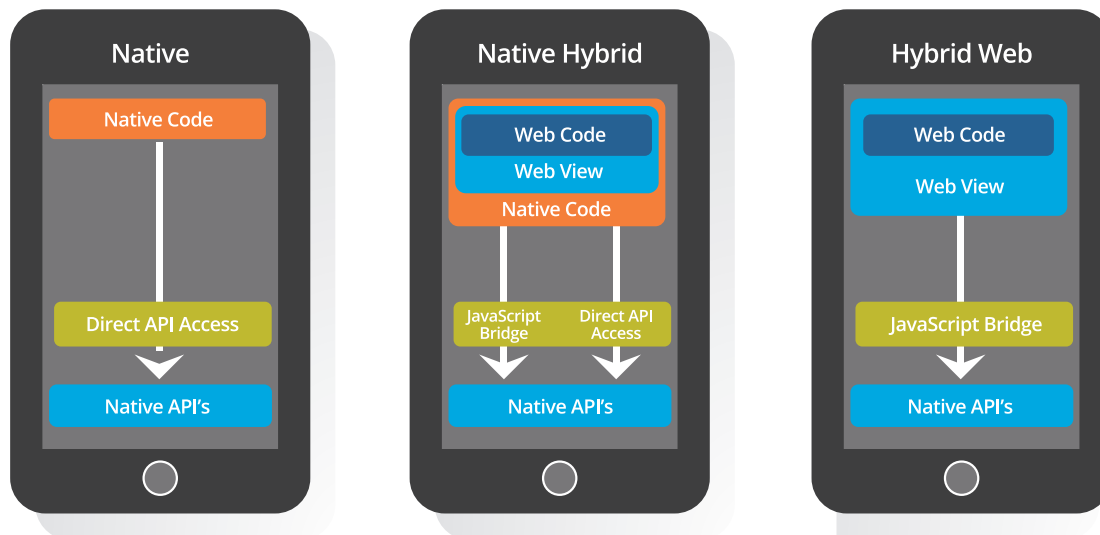 Native
Native Code
Direct API Access
Native API's
Native Hybrid
Web Code
Web View
Native Code
JavaScript
Bridge
Direct API
Access
Native API's
Hybrid Web
Web Code
Web View
JavaScript Bridge
Native API's